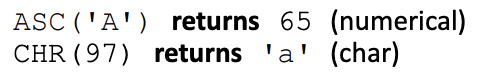 ASC('A') returns 65 (numerical)
CHR(97) returns 'a' (char)